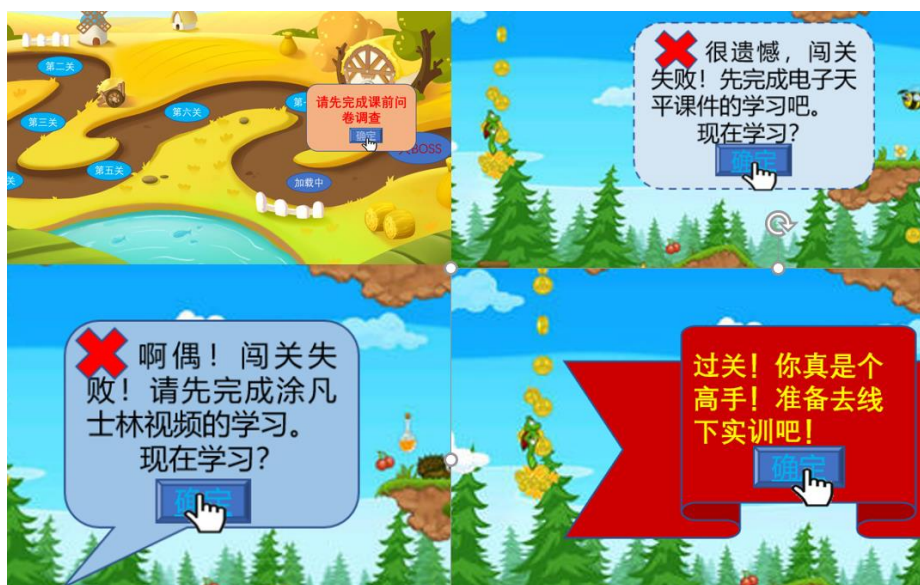 第二关
第三关
第六关
第五关
关
加载中
请先完成课前问
卷调查
确定
BOSS
很遗憾，闯关
失败！先完成电子天
平课件的学习吧。
现在学习？
确定
啊偶！闯关失
败！请先完成涂凡
士林视频的学习。
现在学习？
确定
过关！你真是个
高手！准备去线
下实训吧！
确定